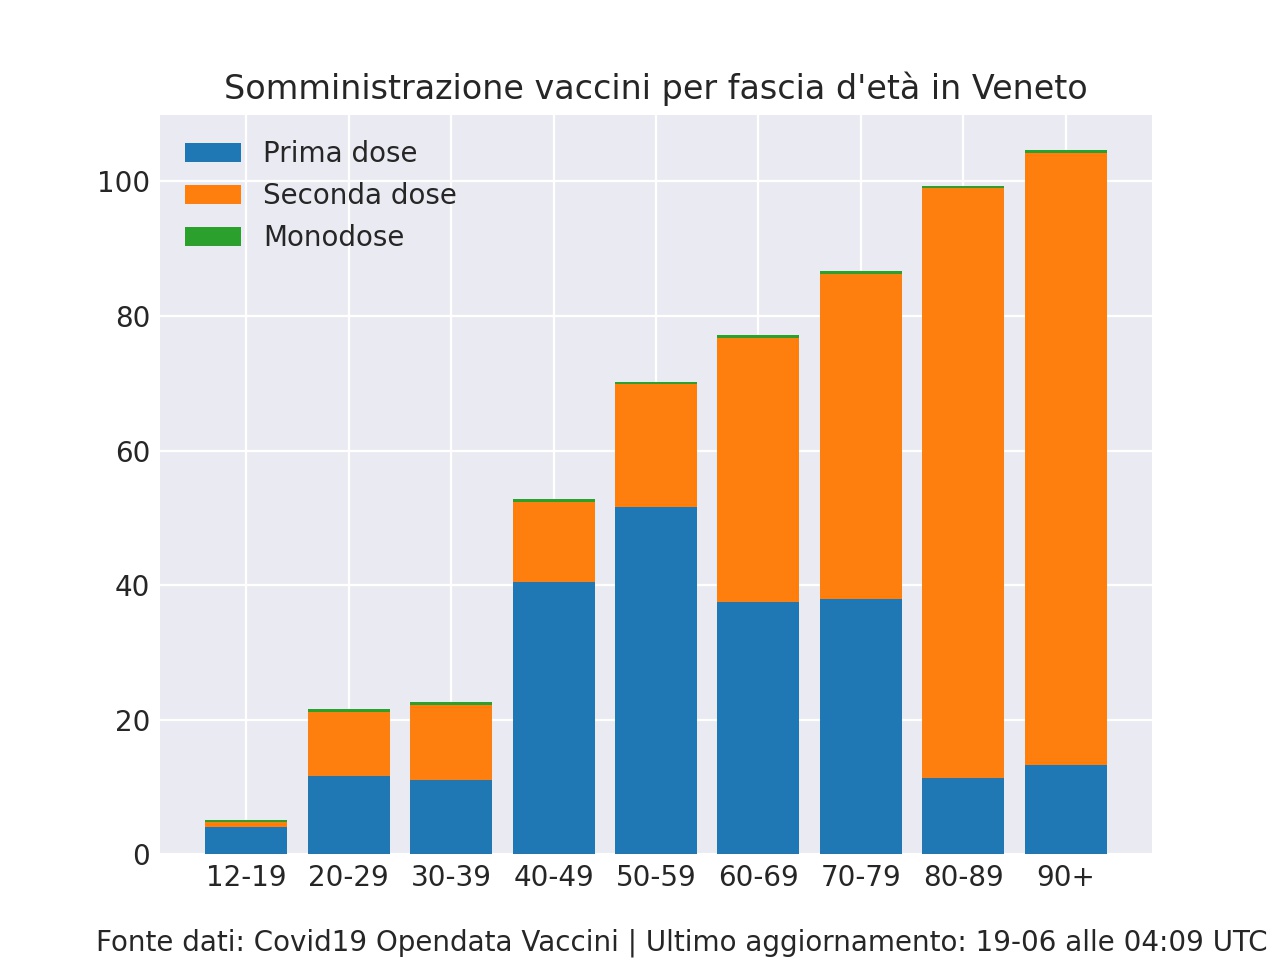 Somministrazione vaccini per fascia d'età in Veneto
Prima dose
Seconda dose
Monodose
100
80
60
40
20
0
12-19 20-29 30-39 40-49 50-59 60-69 70-79 80-89 90+
Fonte dati: Covid19 Opendata Vaccini | Ultimo aggiornamento: 19-06 alle 04:09 UTC